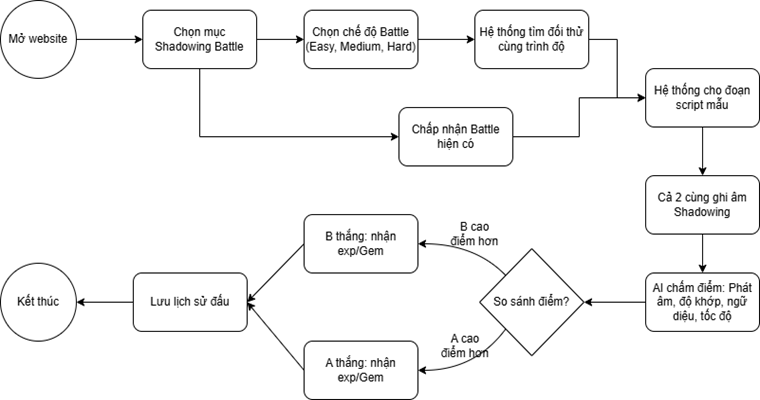 Mở website
Chọn mục
Shadowing Battle
Chọn chế độ Battle
(Easy, Medium, Hard)
Hệ thống tìm đối thử
cùng trình độ
Hệ thống cho đoạn
script mẫu
Chấp nhận Battle
hiện có
Cả 2 cùng ghi âm
Shadowing
AI chấm điểm: Phát
âm, độ khớp, ngữ
diệu, tốc độ
So sánh điểm?
B cao
điểm hơn
B thắng: nhận
exp/Gem
A cao
điểm hơn
A thắng: nhận
exp/Gem
Lưu lịch sử đấu
Kết thúc